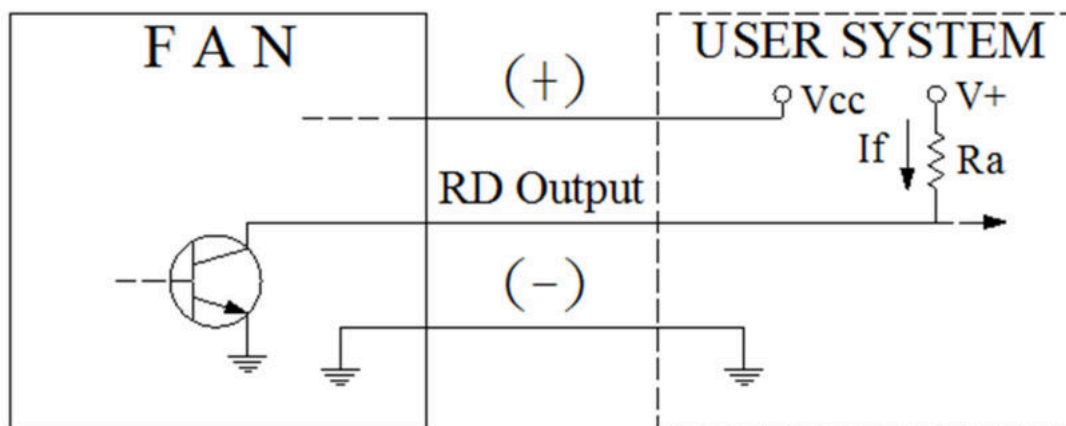 F A N
USER SYSTEM
(+)
Vcc
V+
If
Ra
RD Output
(-)